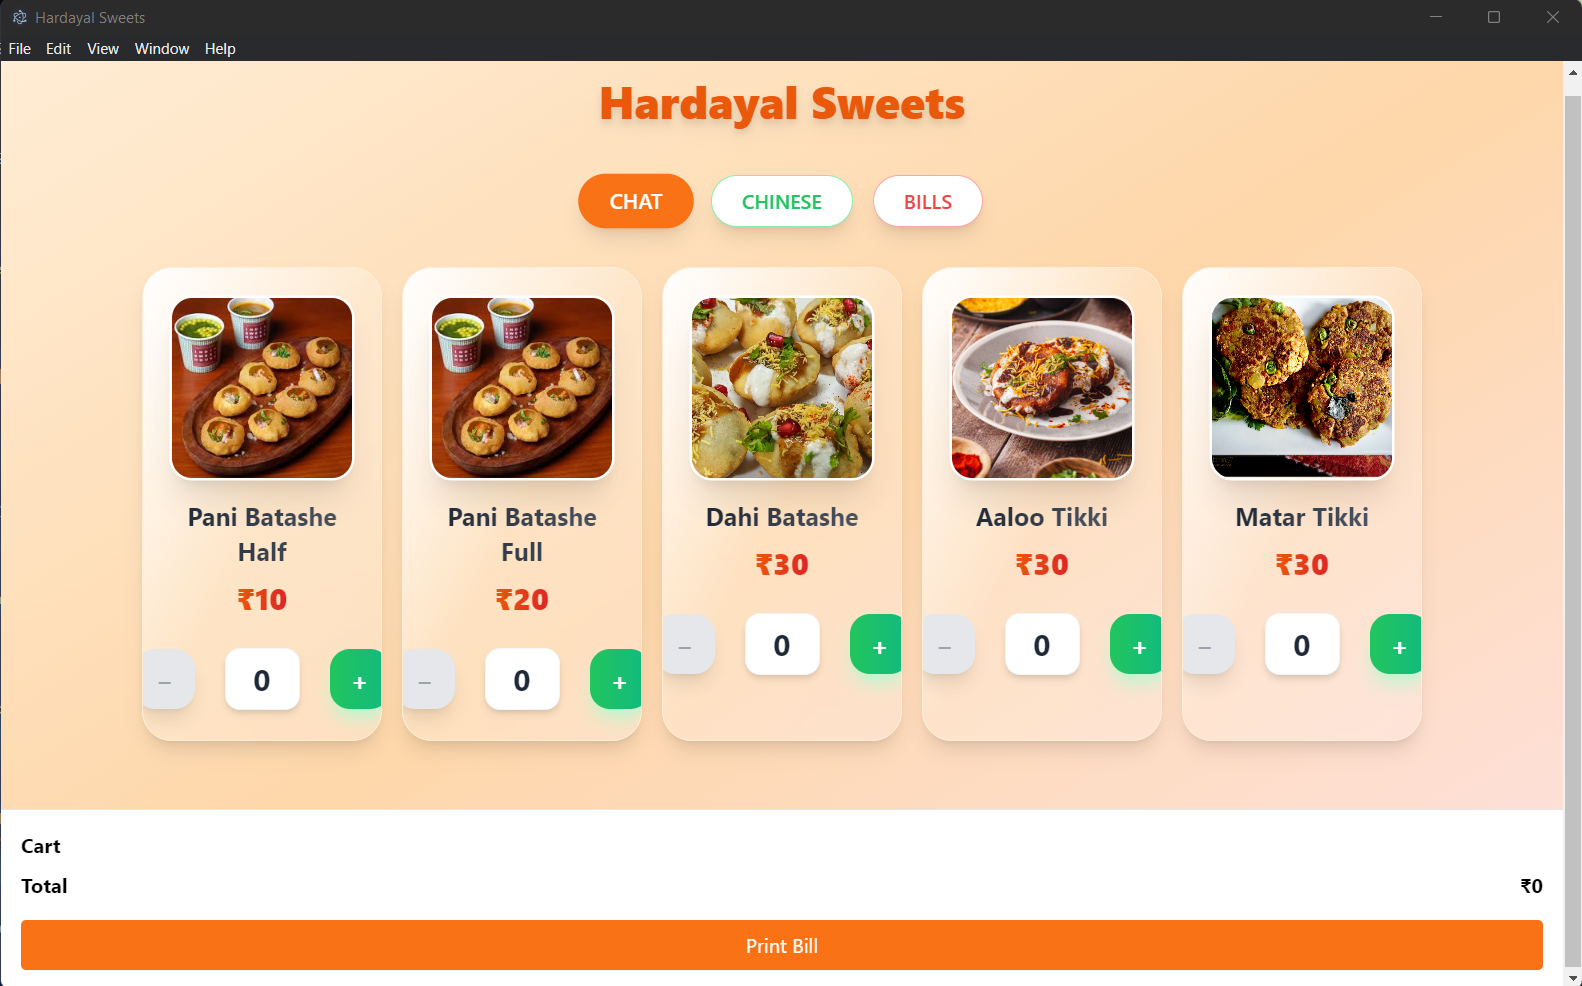 Hardayal Sweets
File Edit View Window Help
Hardayal Sweets
CHAT CHINESE BILLS
Pani Batashe
Half
₹10
– 0 +
Pani Batashe
Full
₹20
– 0 +
Dahi Batashe
₹30
– 0 +
Aaloo Tikki
₹30
– 0 +
Matar Tikki
₹30
– 0 +
Cart
Total ₹0
Print Bill